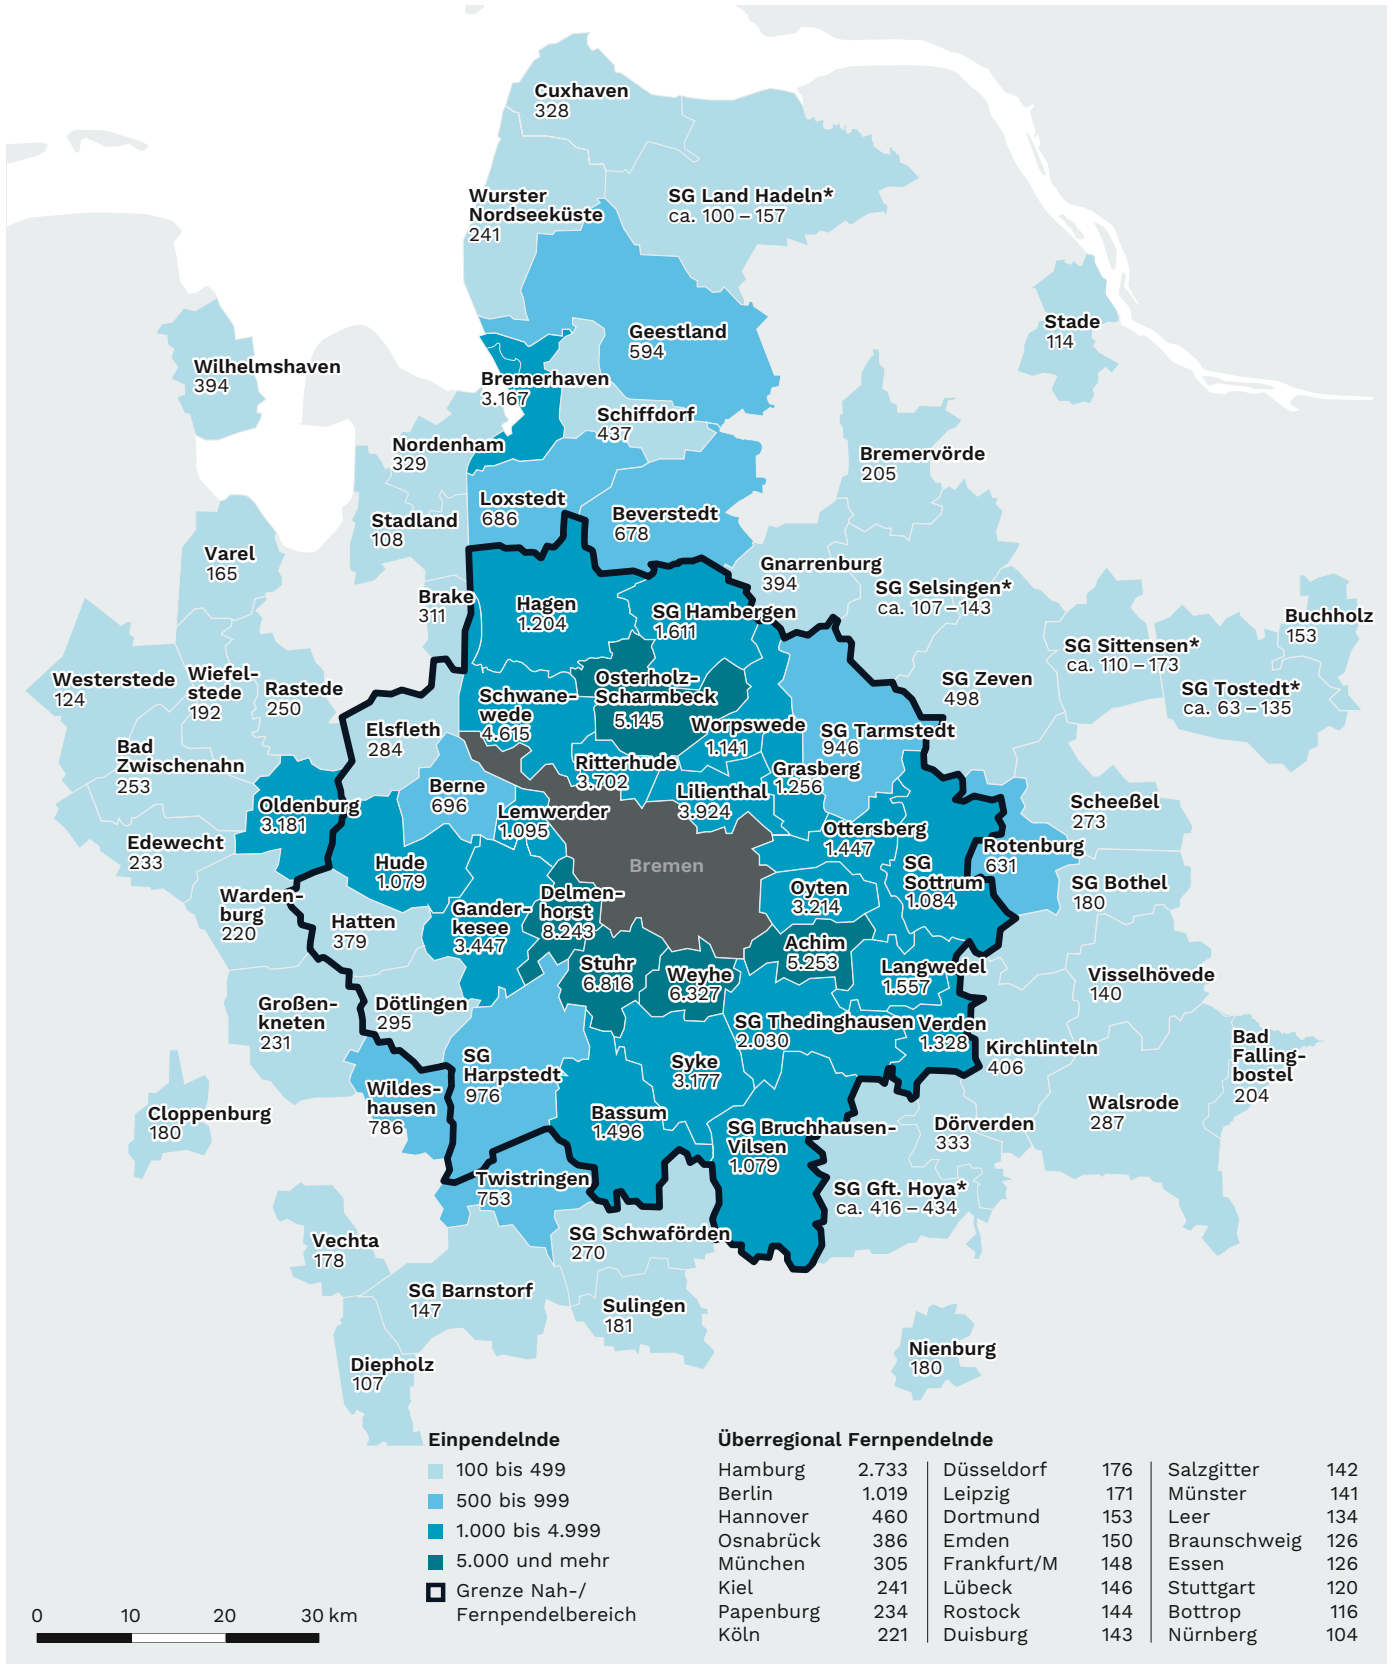 Cuxhaven
328
Wurster
Nordseeküste
241
SG Land Hadeln*
ca. 100 – 157
Stade
114
Geestland
594
Wilhelmshaven
394
Bremerhaven
3.167
Schiffdorf
437
Nordenham
329
Bremervörde
205
Loxstedt
686
Beverstedt
678
Stadland
108
Varel
165
Gnarrenburg
394
SG Selsingen*
ca. 107 – 143
Brake
311
Hagen
1.204
SG Hambergen
1.611
Buchholz
153
SG Sittensen*
ca. 110 – 173
SG Zeven
498
SG Tostedt*
ca. 63 – 135
Westerstede
124
Wiefel-
stede
192
Rastede
250
Schwane-
wede
4.615
Osterholz-
Scharmbeck
5.145
Worpswede
1.141
SG Tarmstedt
946
Elsfleth
284
Bad
Zwischenahn
253
Ritterhude
3.702
Grasberg
1.256
Berne
696
Lilienthal
3.924
Oldenburg
3.181
Lemwerder
1.095
Scheeßel
273
Ottersberg
1.447
Edewecht
233
Rotenburg
631
Hude
1.079
Bremen
SG
Sottrum
1.084
SG Bothel
180
Oyten
3.214
Warden-
burg
220
Delmen-
horst
8.243
Gander-
kesee
3.447
Hatten
379
Achim
5.253
Stuhr
6.816
Weyhe
6.327
Langwedel
1.557
Visselhövede
140
Großen-
kneten
231
Dötlingen
295
SG Thedinghausen
2.030
Verden
1.328
Kirchlinteln
406
Bad
Falling-
bostel
204
SG
Harpstedt
976
Syke
3.177
Wildes-
hausen
786
Cloppenburg
180
Bassum
1.496
SG Bruchhausen-
Vilsen
1.079
Dörverden
333
Walsrode
287
Twistringen
753
SG Gft. Hoya*
ca. 416 – 434
Vechta
178
SG Schwaförden
270
SG Barnstorf
147
Sulingen
181
Nienburg
180
Diepholz
107
Einpendelnde
100 bis 499
500 bis 999
1.000 bis 4.999
5.000 und mehr
Grenze Nah-/
Fernpendelbereich
0 10 20 30 km
Überregional Fernpendelnde
Hamburg 2.733
Berlin 1.019
Hannover 460
Osnabrück 386
München 305
Kiel 241
Papenburg 234
Köln 221
Düsseldorf 176
Leipzig 171
Dortmund 153
Emden 150
Frankfurt/M 148
Lübeck 146
Rostock 144
Duisburg 143
Salzgitter 142
Münster 141
Leer 134
Braunschweig 126
Essen 126
Stuttgart 120
Bottrop 116
Nürnberg 104